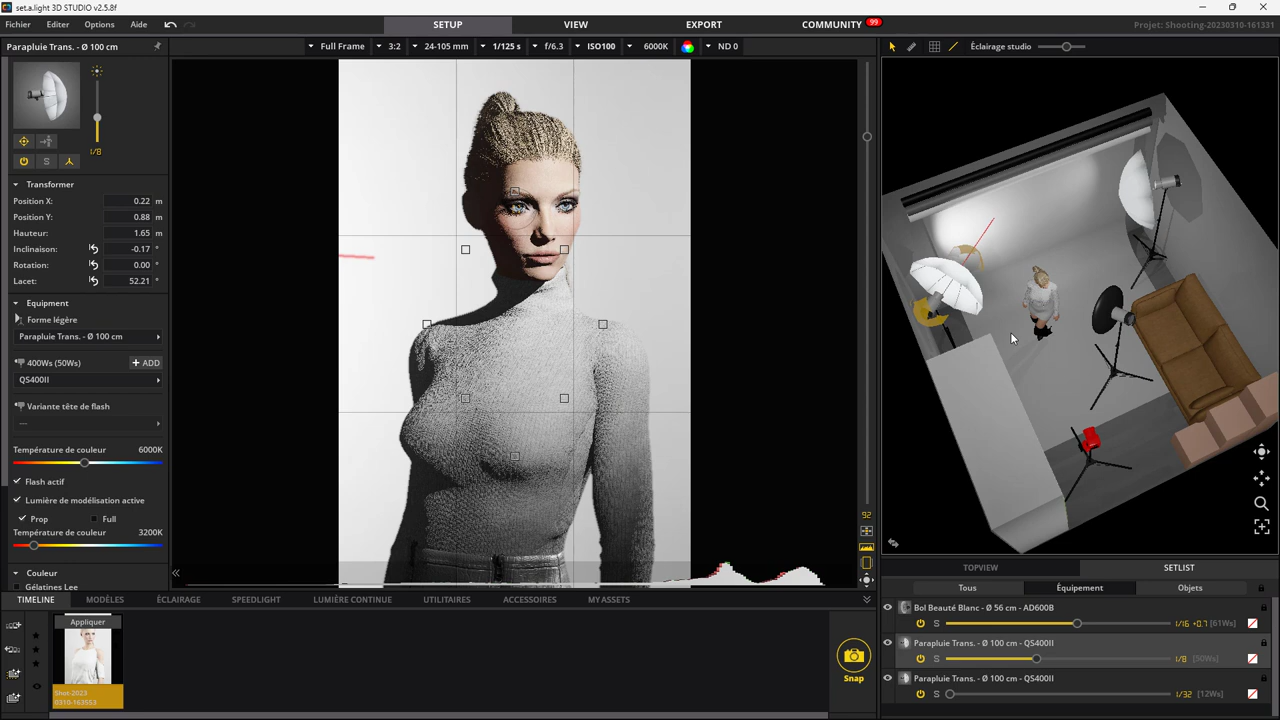 set.a.light 3D STUDIO v2.5.8f
Fichier Editer Options Aide SETUP VIEW EXPORT COMMUNITY 99 Projet: Shooting-20230310-161331
Parapluie Trans. - Ø 100 cm
Full Frame 3:2 24-105 mm 1/125 s f/6.3 ISO100 6000K ND 0
Éclairage studio
1/8
S
Transformer
Position X: 0.22 m
Position Y: 0.88 m
Hauteur: 1.65 m
Inclinaison: -0.17 °
Rotation: 0.00 °
Lacet: 52.21 °
Equipment
Forme légère
Parapluie Trans. - Ø 100 cm
400Ws (50Ws) + ADD
QS400II
Variante tête de flash
---
Température de couleur 6000K
Flash actif
Lumière de modélisation active
Prop Full
Température de couleur 3200K
Couleur
Gélatines Lee
92
TOPVIEW SETLIST
Tous Équipement Objets
Bol Beauté Blanc - Ø 56 cm - AD600B
S 1/16 +0.7 [61Ws]
Parapluie Trans. - Ø 100 cm - QS400II
S 1/8 [50Ws]
Parapluie Trans. - Ø 100 cm - QS400II
S 1/32 [12Ws]
TIMELINE MODÈLES ÉCLAIRAGE SPEEDLIGHT LUMIÈRE CONTINUE UTILITAIRES ACCESSOIRES MY ASSETS
Appliquer
Shot-2023
0310-163553
Snap